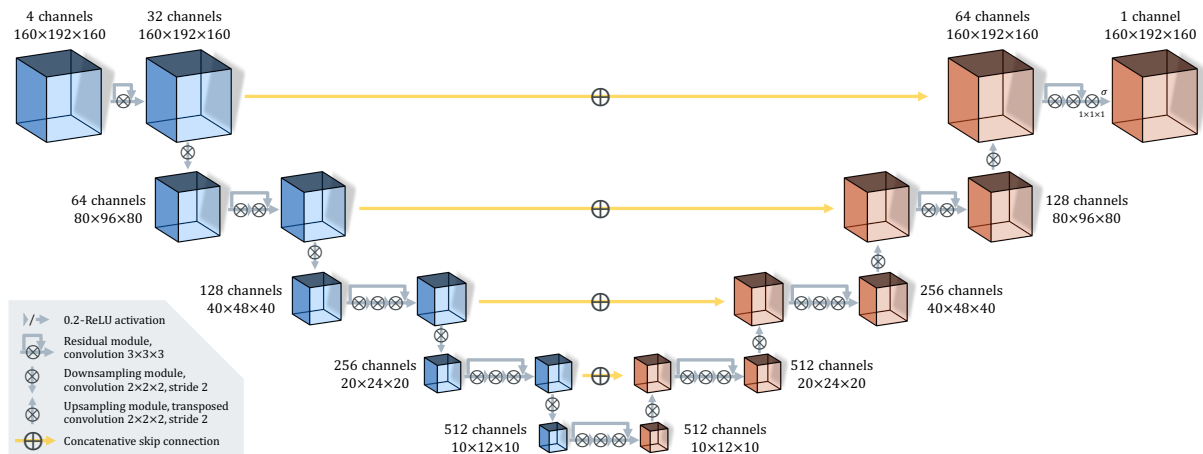 4 channels
160×192×160
32 channels
160×192×160
64 channels
160×192×160
1 channel
160×192×160
σ
1×1×1
64 channels
80×96×80
128 channels
80×96×80
128 channels
40×48×40
256 channels
40×48×40
256 channels
20×24×20
512 channels
20×24×20
512 channels
10×12×10
512 channels
10×12×10
/ 0.2-ReLU activation
Residual module,
convolution 3×3×3
Downsampling module,
convolution 2×2×2, stride 2
Upsampling module, transposed
convolution 2×2×2, stride 2
Concatenative skip connection